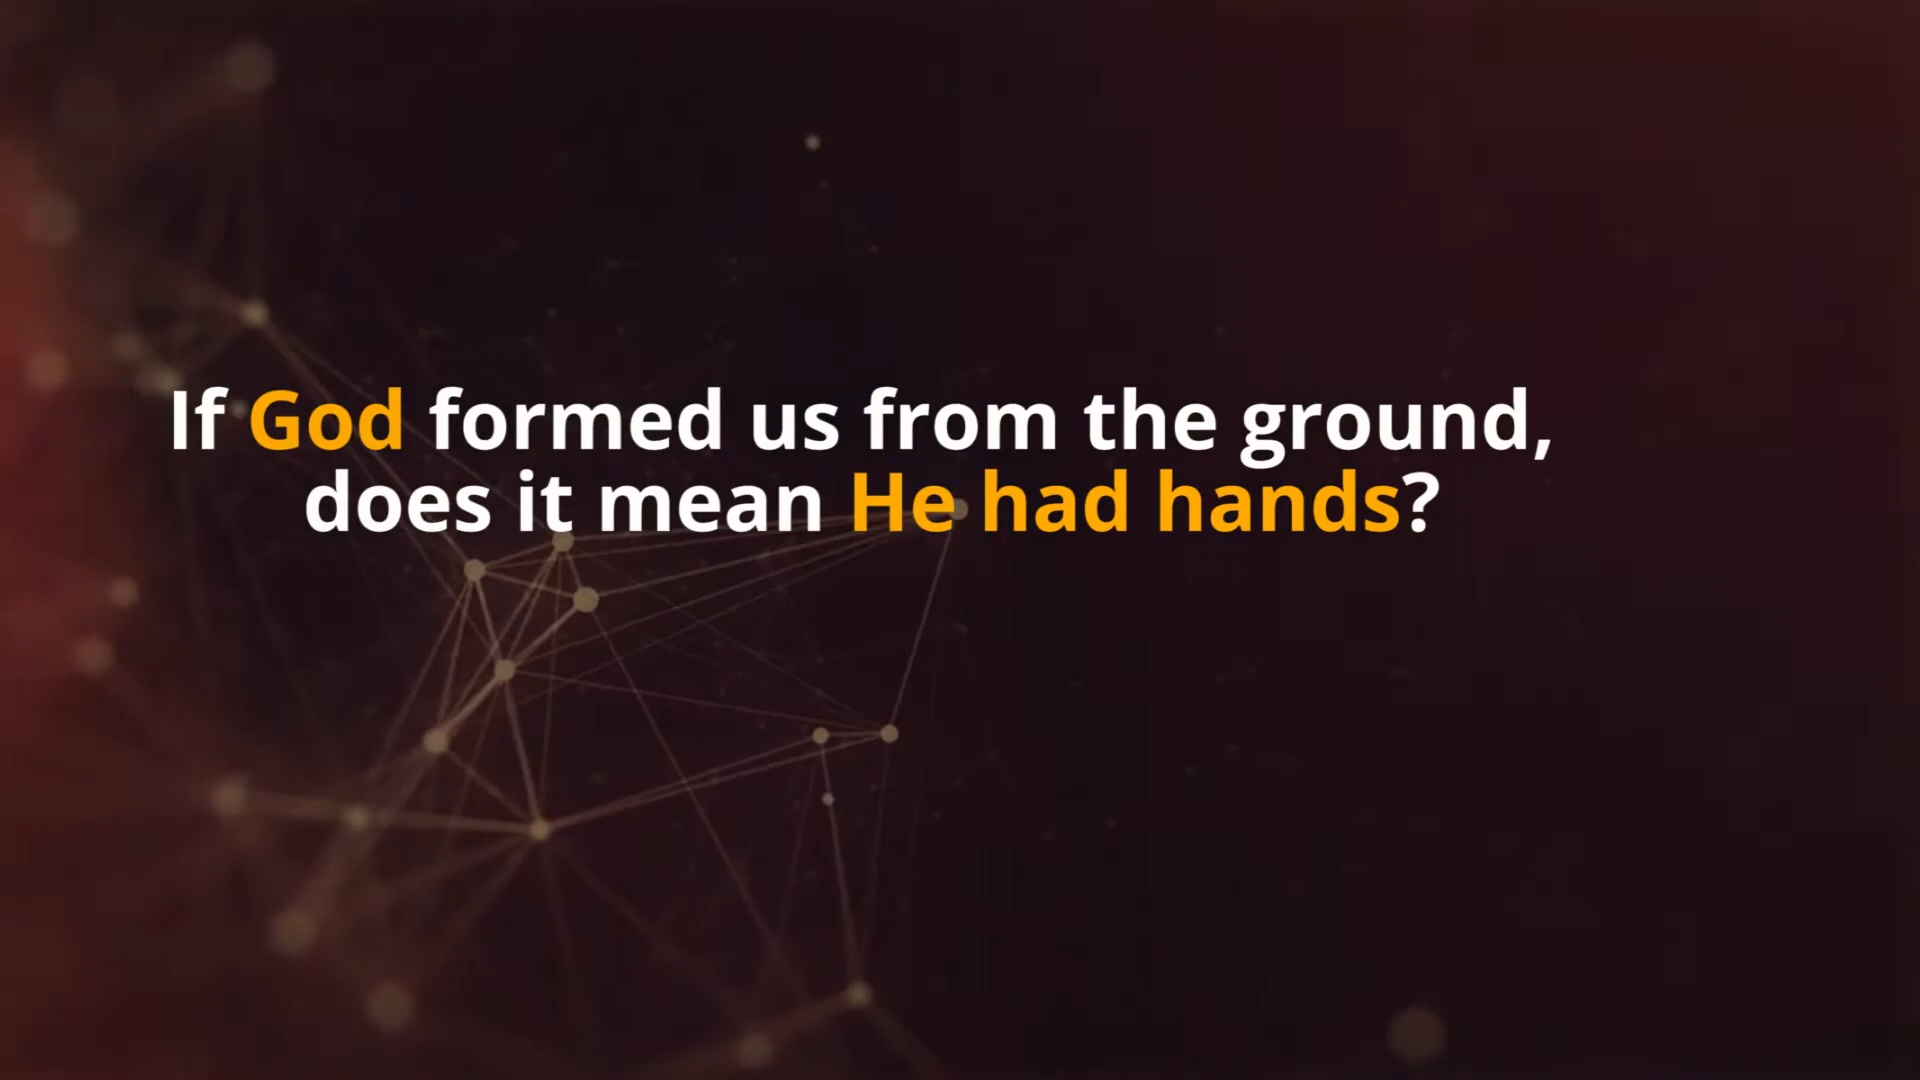 If God formed us from the ground,
does it mean He had hands?